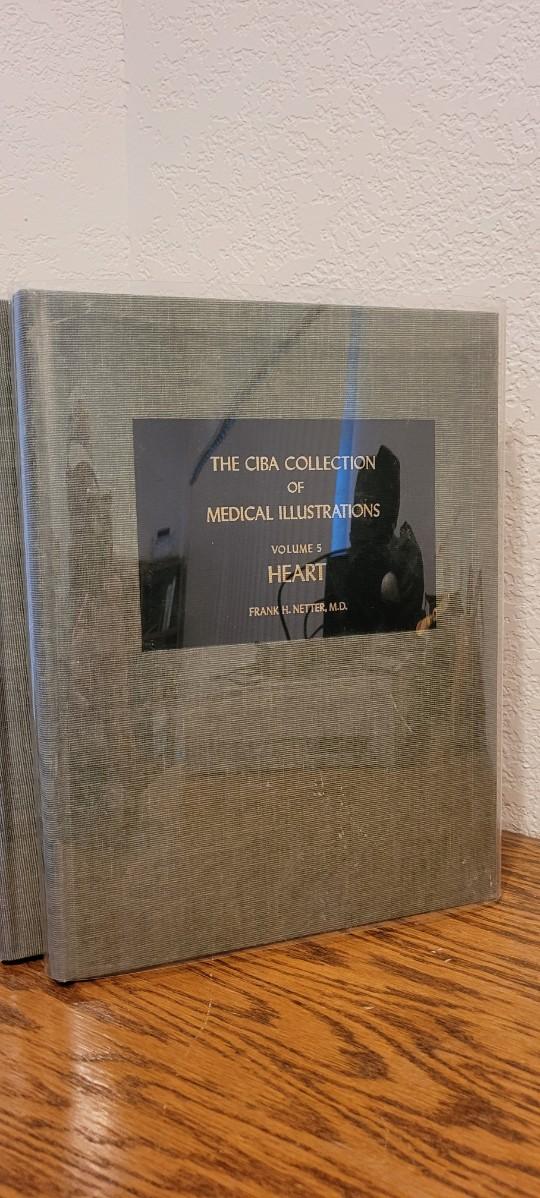 THE CIBA COLLECTION
OF
MEDICAL ILLUSTRATIONS
VOLUME 5
HEART
FRANK H. NETTER, M.D.